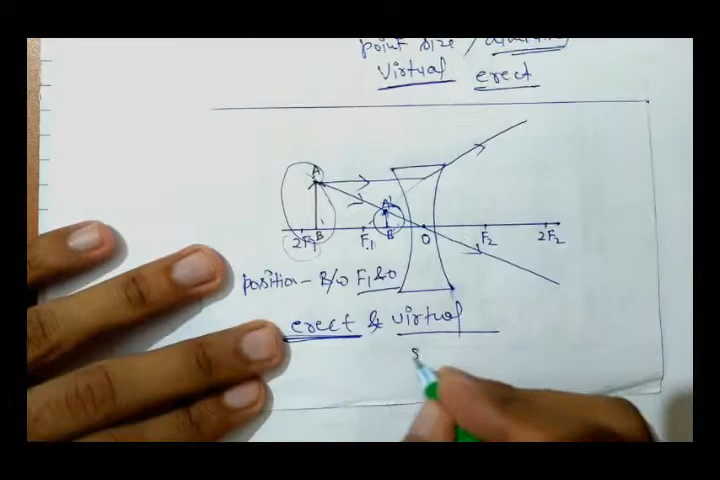 point size /
virtual erect
A
A'
2F1 B F1 B' O F2 2F2
position - B/O F1 & O
erect & virtual
s